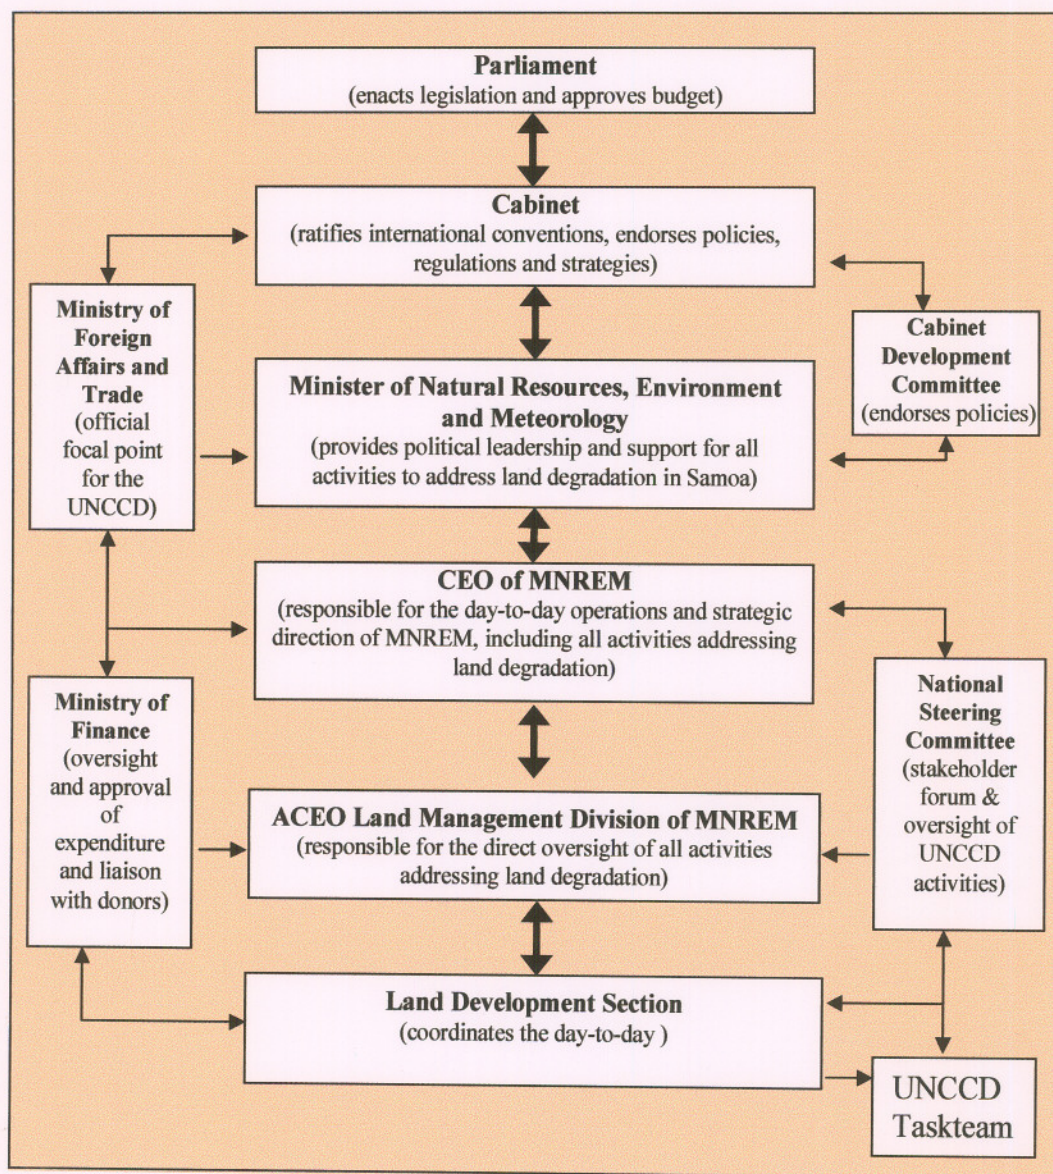 Parliament
(enacts legislation and approves budget)
Cabinet
(ratifies international conventions, endorses policies,
regulations and strategies)
Ministry of
Foreign
Affairs and
Trade
(official
focal point
for the
UNCCD)
Cabinet
Development
Committee
(endorses policies)
Minister of Natural Resources, Environment
and Meteorology
(provides political leadership and support for all
activities to address land degradation in Samoa)
CEO of MNREM
(responsible for the day-to-day operations and strategic
direction of MNREM, including all activities addressing
land degradation)
Ministry of
Finance
(oversight
and approval
of
expenditure
and liaison
with donors)
National
Steering
Committee
(stakeholder
forum &
oversight of
UNCCD
activities)
ACEO Land Management Division of MNREM
(responsible for the direct oversight of all activities
addressing land degradation)
Land Development Section
(coordinates the day-to-day )
UNCCD
Taskteam